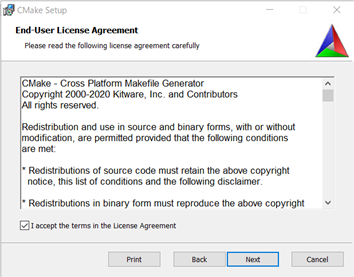 CMake Setup
End-User License Agreement
Please read the following license agreement carefully
CMake - Cross Platform Makefile Generator
Copyright 2000-2020 Kitware, Inc. and Contributors
All rights reserved.
Redistribution and use in source and binary forms, with or without
modification, are permitted provided that the following conditions
are met:
* Redistributions of source code must retain the above copyright
notice, this list of conditions and the following disclaimer.
* Redistributions in binary form must reproduce the above copyright
I accept the terms in the License Agreement
Print Back Next Cancel